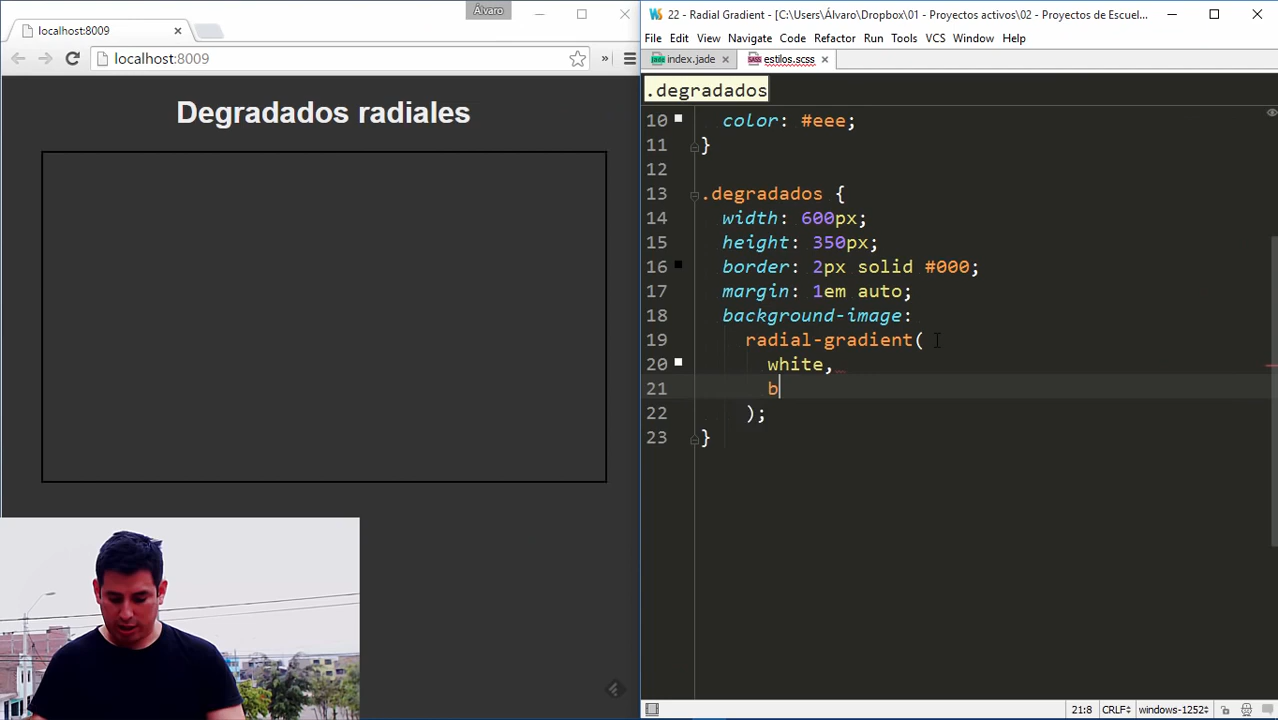 Álvaro
localhost:8009
localhost:8009
»
Degradados radiales
22 - Radial Gradient - [C:\Users\Álvaro\Dropbox\01 - Proyectos activos\02 - Proyectos de Escuel...
File Edit View Navigate Code Refactor Run Tools VCS Window Help
index.jade estilos.scss
.degradados
10 color: #eee;
11 }
12
13 .degradados {
14 width: 600px;
15 height: 350px;
16 border: 2px solid #000;
17 margin: 1em auto;
18 background-image:
19 radial-gradient(
20 white,
21 b
22 );
23 }
21:8 CRLF÷ windows-1252÷